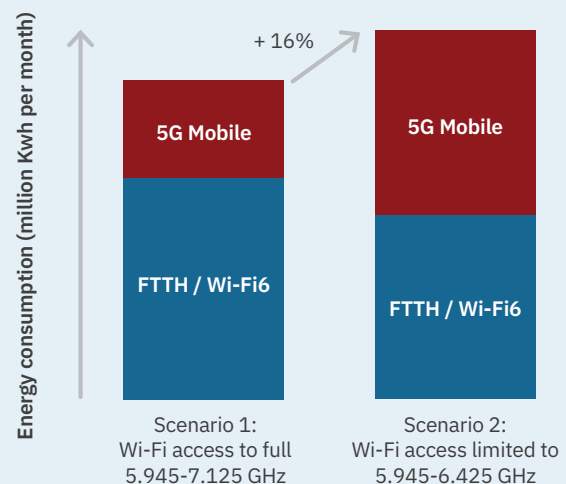 Energy consumption (million Kwh per month)
+ 16%
5G Mobile
FTTH / Wi-Fi6
5G Mobile
FTTH / Wi-Fi6
Scenario 1:
Wi-Fi access to full
5.945-7.125 GHz
Scenario 2:
Wi-Fi access limited to
5.945-6.425 GHz